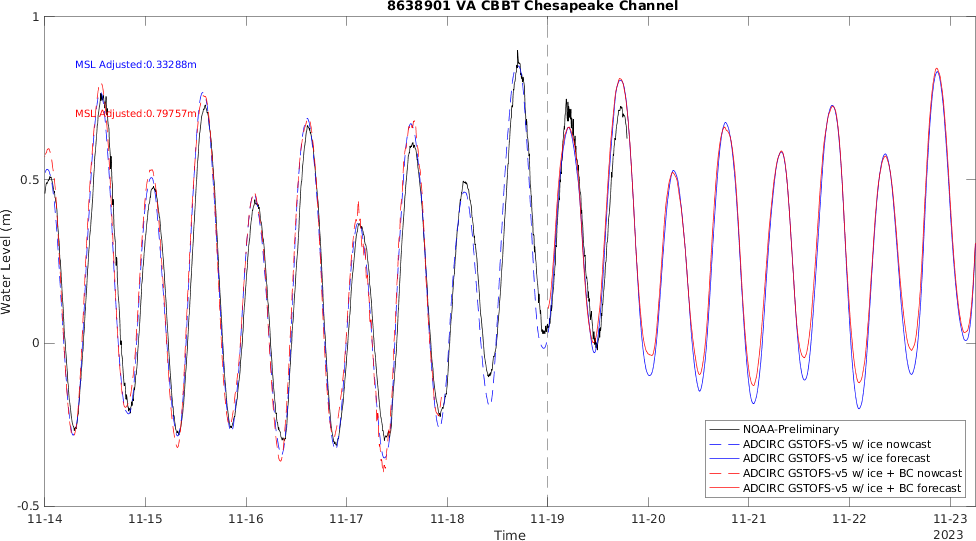 8638901 VA CBBT Chesapeake Channel
1
MSL Adjusted:0.33288m
MSL Adjusted:0.79757m
0.5
Water Level (m)
0
NOAA-Preliminary
ADCIRC GSTOFS-v5 w/ ice nowcast
ADCIRC GSTOFS-v5 w/ ice forecast
ADCIRC GSTOFS-v5 w/ ice + BC nowcast
ADCIRC GSTOFS-v5 w/ ice + BC forecast
-0.5
11-14 11-15 11-16 11-17 11-18 11-19 11-20 11-21 11-22 11-23
Time 2023